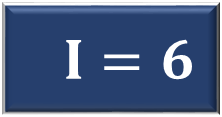 I = 6